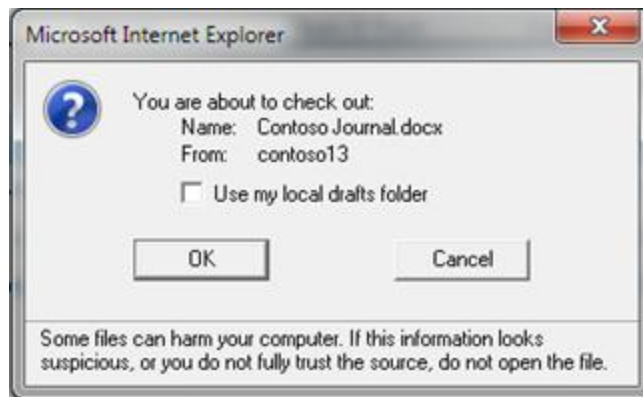 Microsoft Internet Explorer
You are about to check out:
Name: Contoso Journal.docx
From: contoso13
Use my local drafts folder
OK Cancel
Some files can harm your computer. If this information looks
suspicious, or you do not fully trust the source, do not open the file.